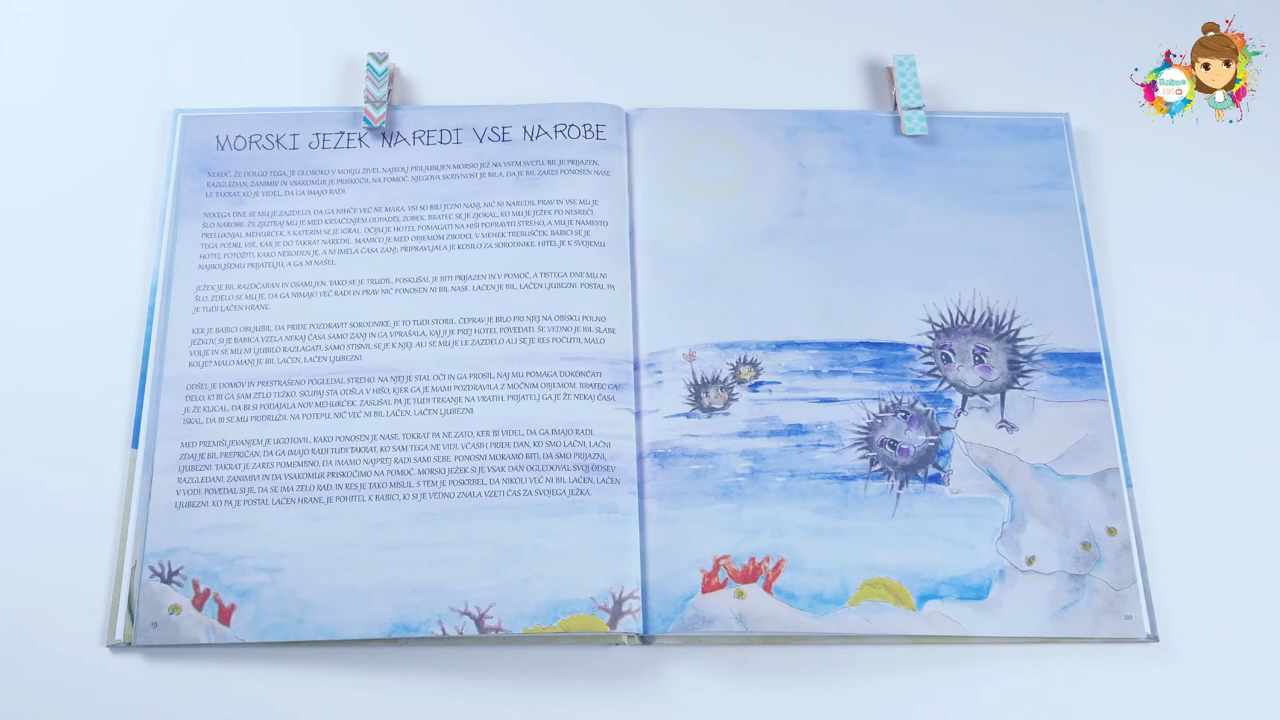 MORSKI JEŽEK NAREDI VSE NAROBE
NEKOČ, ŽE DOLGO TEGA, JE GLOBOKO V MORJU ŽIVEL NAJBOLJ PRILJUBLJEN MORSKI JEŽ NA VSEM SVETU. BIL JE PRIJAZEN,
RAZGLEDAN, ZANIMIV IN VSAKOMUR JE PRISKOČIL NA POMOČ. NJEGOVA SKRIVNOST JE BILA, DA JE BIL ZARES PONOSEN NASE
LE TAKRAT, KO JE VIDEL, DA GA IMAJO RADI.
NEKEGA DNE SE MU JE ZAZDELO, DA GA NIHČE VEČ NE MARA. VSI SO BILI JEZNI NANJ, NIČ NI NAREDIL PRAV IN VSE MU JE
ŠLO NAROBE. ŽE ZJUTRAJ MU JE MED KRTAČENJEM ODPADEL ZOBEK. BRATEC SE JE ZJOKAL, KO MU JE JEŽEK PO NESREČI
PRELUKNJAL MEHURČEK, S KATERIM SE JE IGRAL. OČIJU JE HOTEL POMAGATI NA HIŠI POPRAVITI STREHO, A MU JE NAMESTO
TEGA PODRL VSE, KAR JE DO TAKRAT NAREDIL. MAMICO JE MED OBJEMOM ZBODEL V MEHEK TREBUŠČEK. BABICI SE JE
HOTEL POTOŽITI, KAKO NERODEN JE, A NI IMELA ČASA ZANJ; PRIPRAVLJALA JE KOSILO ZA SORODNIKE. HITEL JE K SVOJEMU
NAJBOLJŠEMU PRIJATELJU, A GA NI NAŠEL.
JEŽEK JE BIL RAZOČARAN IN OSAMLJEN. TAKO SE JE TRUDIL, POSKUŠAL JE BITI PRIJAZEN IN V POMOČ, A TISTEGA DNE MU NI
ŠLO. ZDELO SE MU JE, DA GA NIMAJO VEČ RADI IN PRAV NIČ PONOSEN NI BIL NASE. LAČEN JE BIL, LAČEN LJUBEZNI. POSTAL PA
JE TUDI LAČEN HRANE.
KER JE BABICI OBLJUBIL, DA PRIDE POZDRAVIT SORODNIKE, JE TO TUDI STORIL. ČEPRAV JE BILO PRI NJEJ NA OBISKU POLNO
JEŽKOV, SI JE BABICA VZELA NEKAJ ČASA SAMO ZANJ IN GA VPRAŠALA, KAJ JI JE PREJ HOTEL POVEDATI. ŠE VEDNO JE BIL SLABE
VOLJE IN SE MU NI LJUBILO RAZLAGATI. SAMO STISNIL SE JE K NJEJ. ALI SE MU JE LE ZAZDELO ALI SE JE RES POČUTIL MALO
BOLJE? MALO MANJ JE BIL LAČEN, LAČEN LJUBEZNI.
ODŠEL JE DOMOV IN PRESTRAŠENO POGLEDAL STREHO. NA NJEJ JE STAL OČI IN GA PROSIL, NAJ MU POMAGA DOKONČATI
DELO, KI BI GA SAM ZELO TEŽKO. SKUPAJ STA ODŠLA V HIŠO, KJER GA JE MAMI POZDRAVILA Z MOČNIM OBJEMOM. BRATEC GA
JE ŽE KLICAL, DA BI SI PODAJALA NOV MEHURČEK. ZASLIŠAL PA JE TUDI TRKANJE NA VRATIH. PRIJATELJ GA JE ŽE NEKAJ ČASA
ISKAL, DA BI SE MU PRIDRUŽIL NA POTEPU. NIČ VEČ NI BIL LAČEN, LAČEN LJUBEZNI.
MED PREMIŠLJEVANJEM JE UGOTOVIL, KAKO PONOSEN JE NASE. TOKRAT PA NE ZATO, KER BI VIDEL, DA GA IMAJO RADI.
ZDAJ JE BIL PREPRIČAN, DA GA IMAJO RADI TUDI TAKRAT, KO SAM TEGA NE VIDI. VČASIH PRIDE DAN, KO SMO LAČNI, LAČNI
LJUBEZNI. TAKRAT JE ZARES POMEMBNO, DA IMAMO NAJPREJ RADI SAMI SEBE. PONOSNI MORAMO BITI, DA SMO PRIJAZNI,
RAZGLEDANI, ZANIMIVI IN DA VSAKOMUR PRISKOČIMO NA POMOČ. MORSKI JEŽEK SI JE VSAK DAN OGLEDOVAL SVOJ ODSEV
V VODI. POVEDAL SI JE, DA SE IMA ZELO RAD. IN RES JE TAKO MISLIL. S TEM JE POSKRBEL, DA NIKOLI VEČ NI BIL LAČEN, LAČEN
LJUBEZNI. KO PA JE POSTAL LAČEN HRANE, JE POHITEL K BABICI, KI SI JE VEDNO ZNALA VZETI ČAS ZA SVOJEGA JEŽKA.
19
20